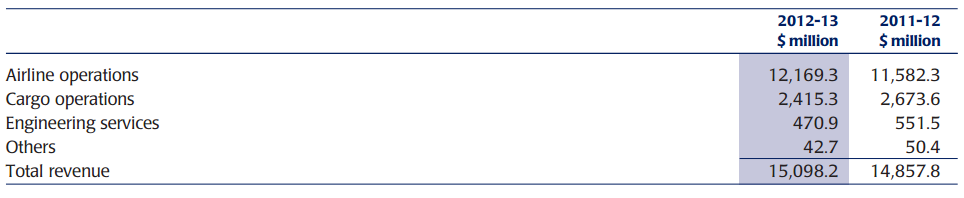 2012-13 2011-12
$ million $ million
Airline operations 12,169.3 11,582.3
Cargo operations 2,415.3 2,673.6
Engineering services 470.9 551.5
Others 42.7 50.4
Total revenue 15,098.2 14,857.8